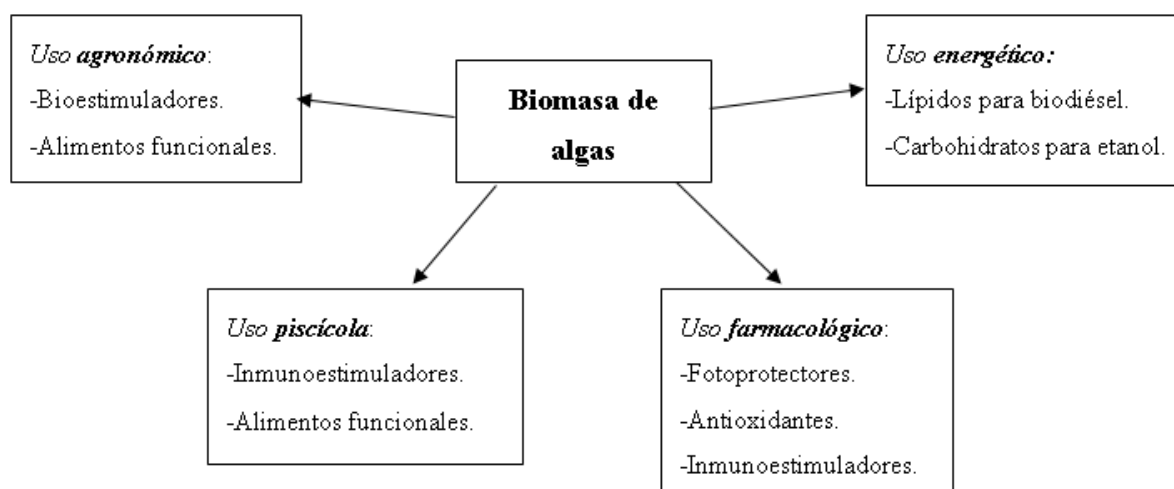 Uso agronómico:
-Bioestimuladores.
-Alimentos funcionales.
Biomasa de
algas
Uso energético:
-Lípidos para biodiésel.
-Carbohidratos para etanol.
Uso piscícola:
-Inmunoestimuladores.
-Alimentos funcionales.
Uso farmacológico:
-Fotoprotectores.
-Antioxidantes.
-Inmunoestimuladores.